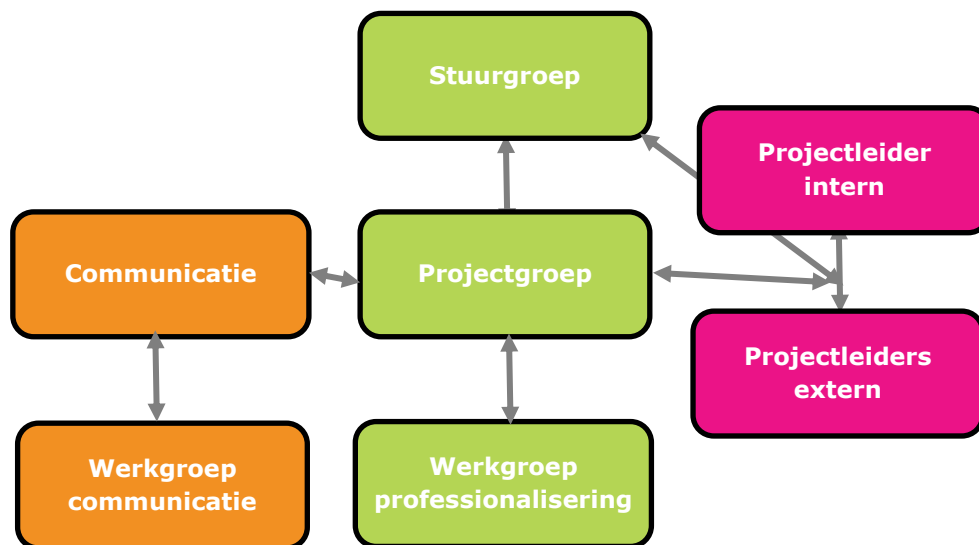 Stuurgroep
Projectleider
intern
Communicatie
Projectgroep
Projectleiders
extern
Werkgroep
communicatie
Werkgroep
professionalisering